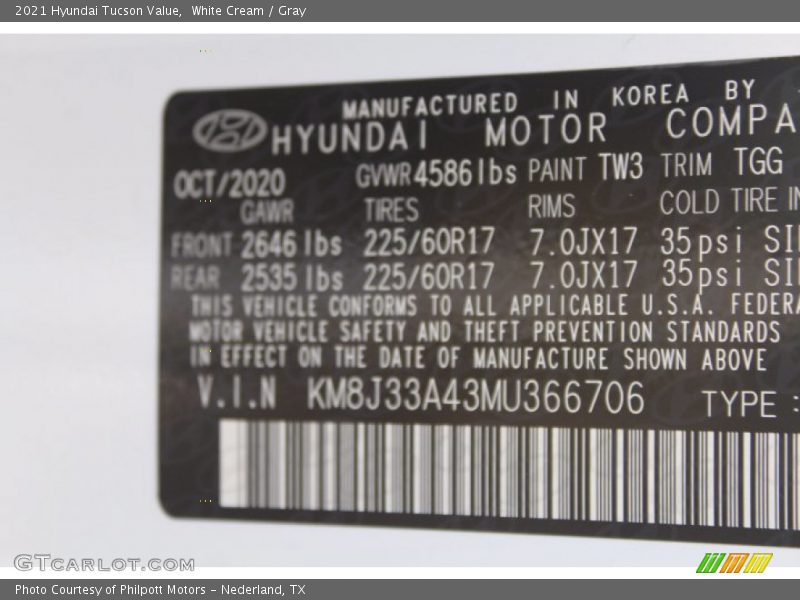 2021 Hyundai Tucson Value, White Cream / Gray
MANUFACTURED IN KOREA BY
HYUNDAI MOTOR COMPA
OCT/2020 GVWR 4586lbs PAINT TW3 TRIM TGG
GAWR TIRES RIMS COLD TIRE IN
FRONT 2646 lbs 225/60R17 7.0JX17 35psi SI
REAR 2535 lbs 225/60R17 7.0JX17 35psi SI
THIS VEHICLE CONFORMS TO ALL APPLICABLE U.S.A. FEDERA
MOTOR VEHICLE SAFETY AND THEFT PREVENTION STANDARDS
IN EFFECT ON THE DATE OF MANUFACTURE SHOWN ABOVE
V.I.N KM8J33A43MU366706 TYPE :
GTCARLOT.COM
Photo Courtesy of Philpott Motors - Nederland, TX